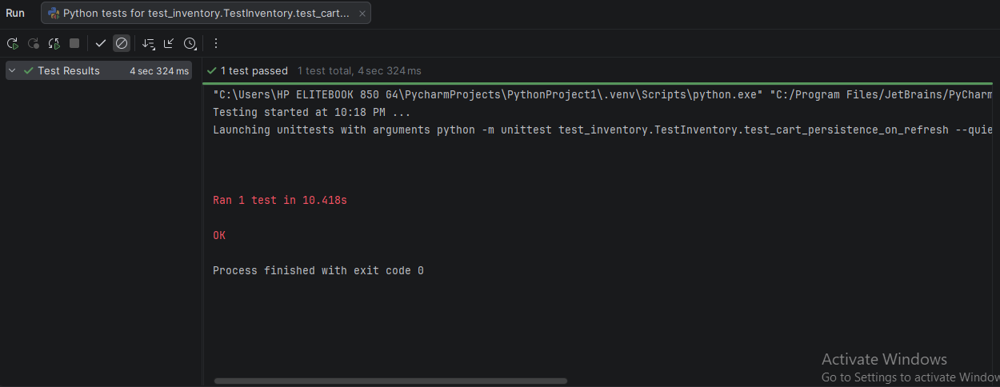 Run
Python tests for test_inventory.TestInventory.test_cart...
Test Results 4 sec 324 ms
1 test passed 1 test total, 4 sec 324 ms
"C:\Users\HP ELITEBOOK 850 G4\PycharmProjects\PythonProject1\.venv\Scripts\python.exe" "C:/Program Files/JetBrains/PyCharm
Testing started at 10:18 PM ...
Launching unittests with arguments python -m unittest test_inventory.TestInventory.test_cart_persistence_on_refresh --quie
Ran 1 test in 10.418s
OK
Process finished with exit code 0
Activate Windows
Go to Settings to activate Window